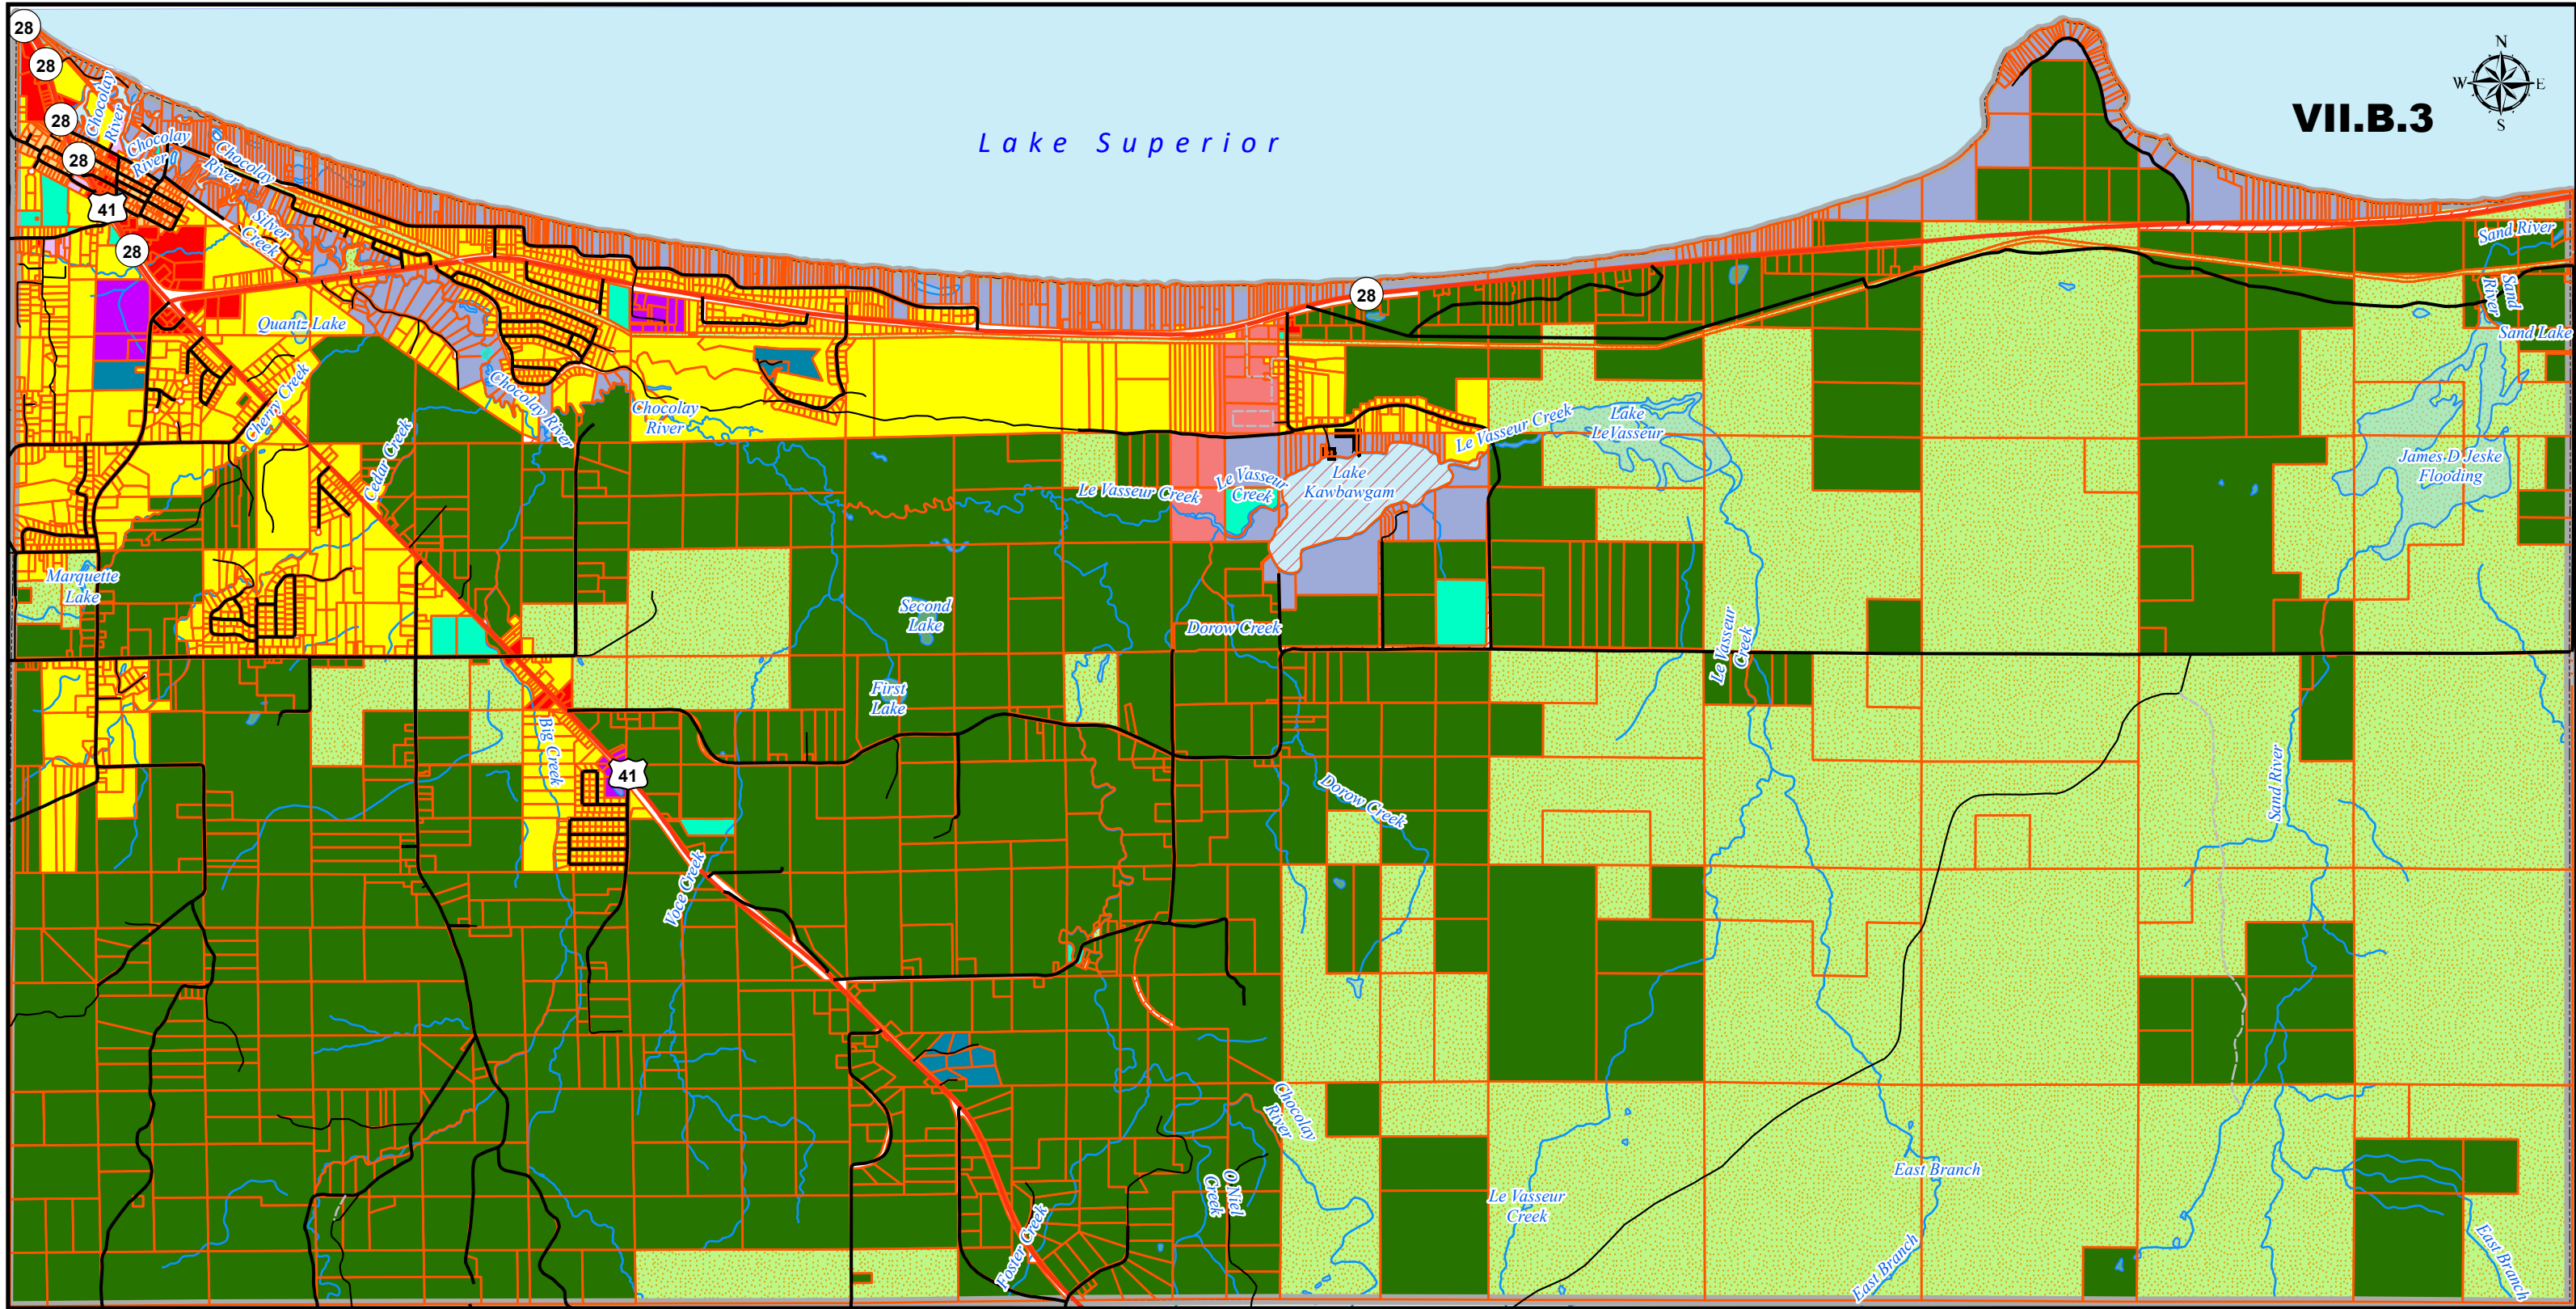 28
28
28
28
41
28
Chocolay
River
Chocolay
River
Chocolay
River
Silver
Creek
Lake Superior
VII.B.3
N
W
E
S
28
Quantz Lake
Cherry Creek
Cedar Creek
Chocolay River
Chocolay
River
Le Vasseur Creek
Lake
LeVasseur
Le Vasseur Creek
Le Vasseur
Creek
Lake
Kawbawgam
Sand River
Sand
River
Sand Lake
James D Jeske
Flooding
Marquette
Lake
Second
Lake
Dorow Creek
First
Lake
Le Vasseur
Creek
Big Creek
41
Dorow Creek
Sand River
Voce Creek
Chocolay
River
O Niel
Creek
Foster Creek
Le Vasseur
Creek
East Branch
East Branch
East Branch